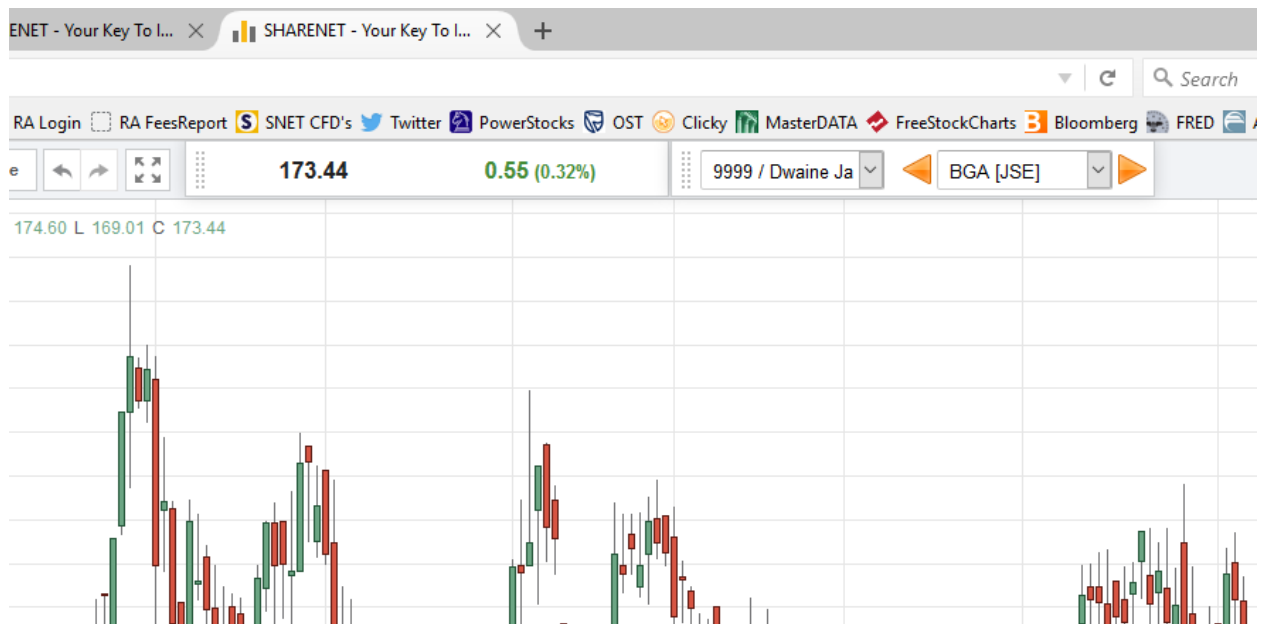 ENET - Your Key To I... SHARENET - Your Key To I...
Search
RA Login RA FeesReport S SNET CFD's Twitter PowerStocks OST Clicky MasterDATA FreeStockCharts B Bloomberg FRED
e 173.44 0.55 (0.32%) 9999 / Dwaine Ja BGA [JSE]
174.60 L 169.01 C 173.44